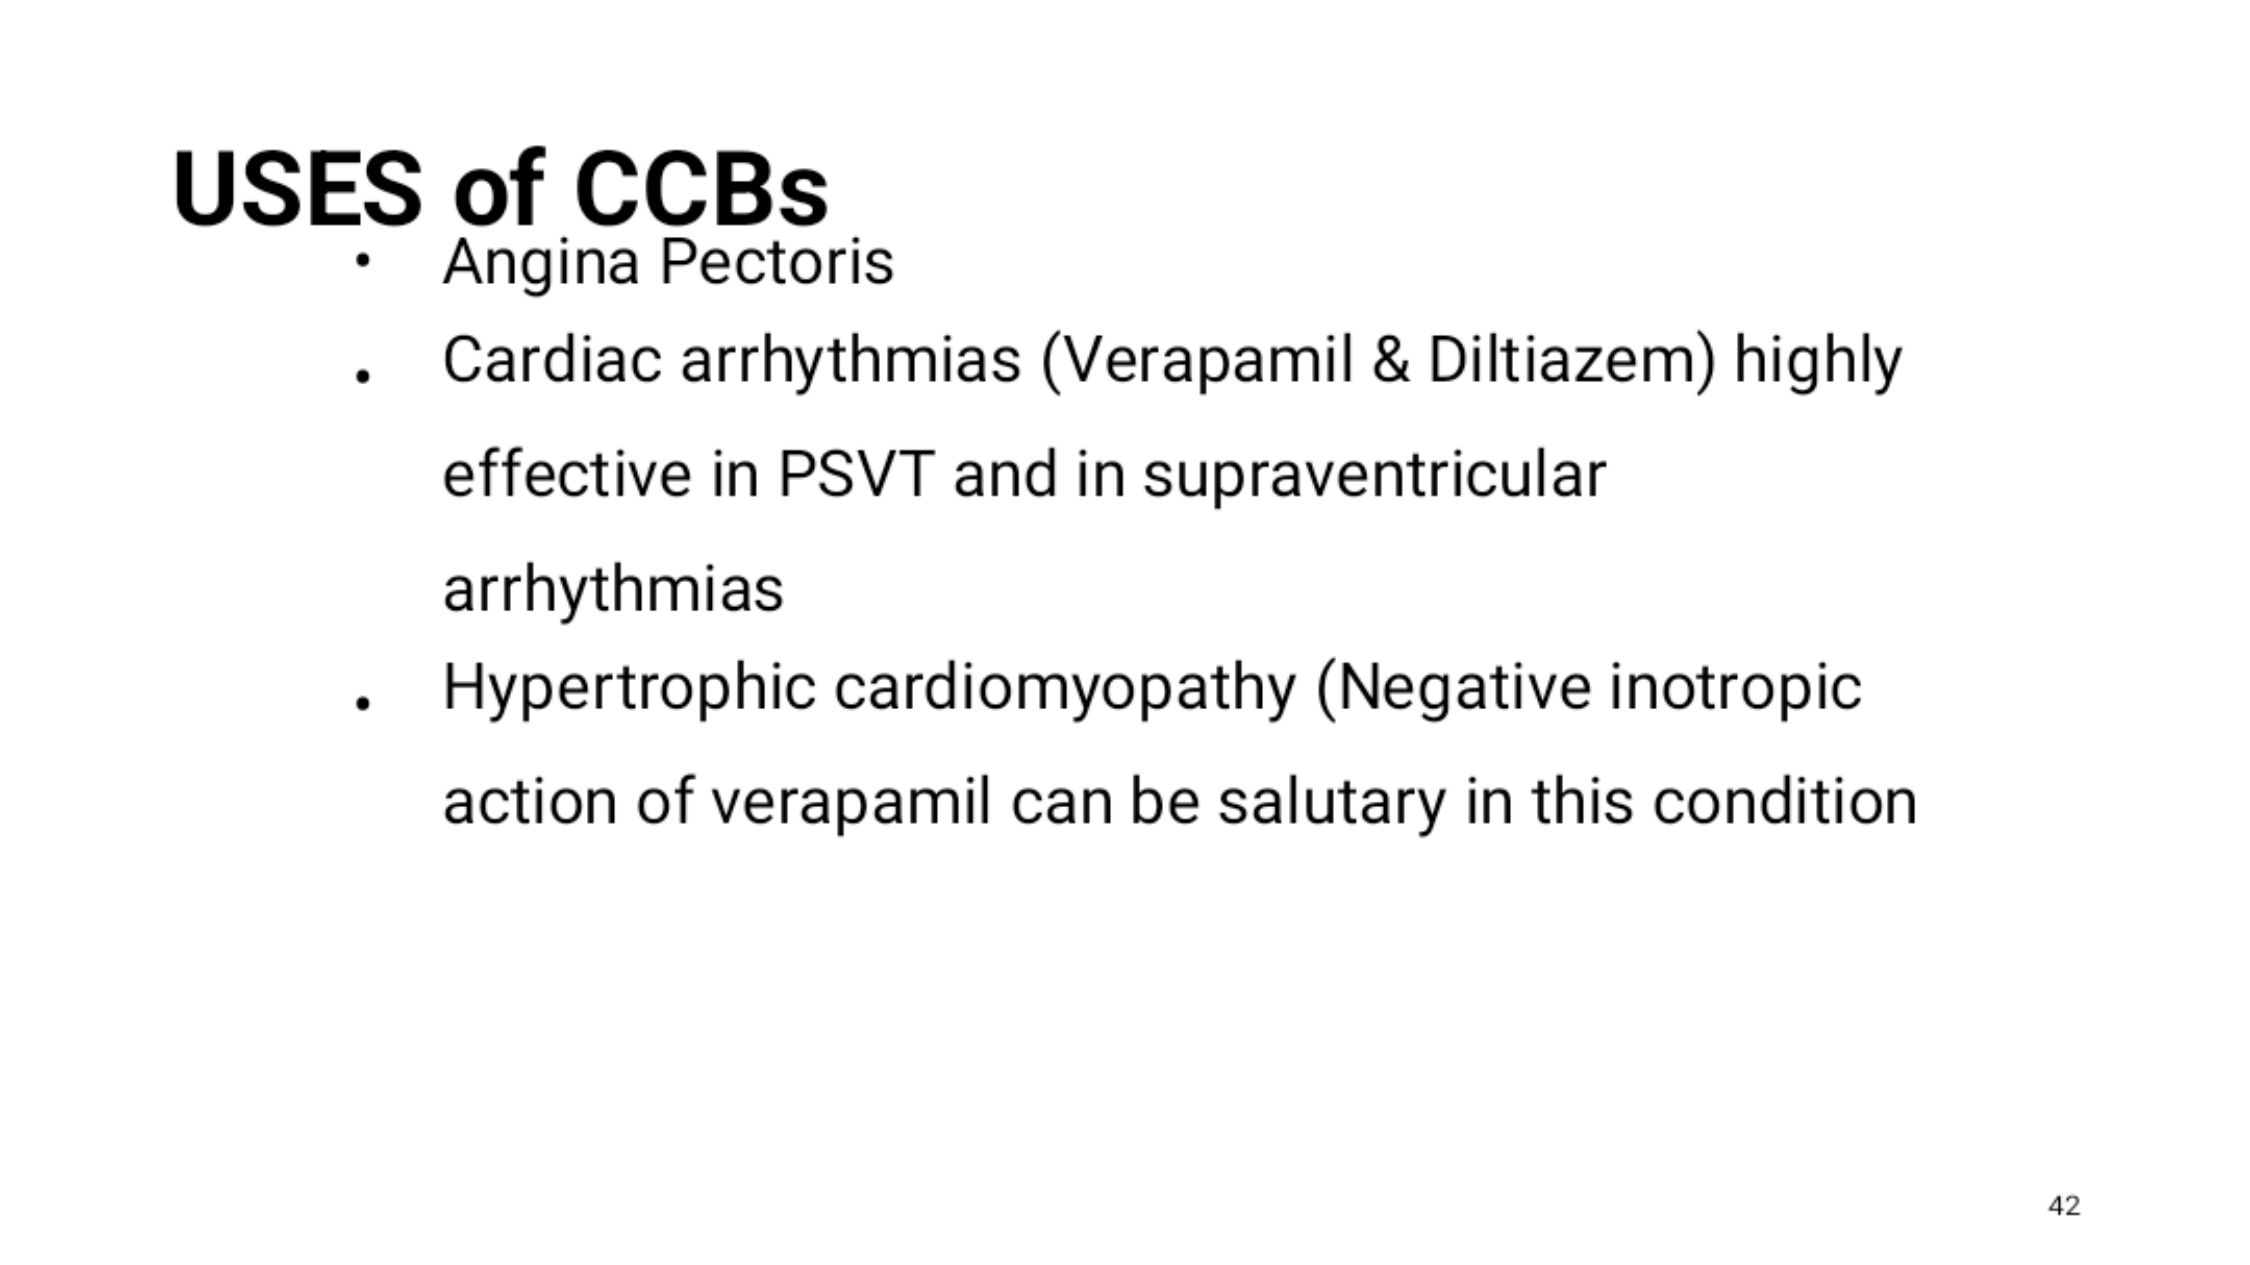 USES of CCBs
• Angina Pectoris
• Cardiac arrhythmias (Verapamil & Diltiazem) highly
effective in PSVT and in supraventricular
arrhythmias
• Hypertrophic cardiomyopathy (Negative inotropic
action of verapamil can be salutary in this condition
42